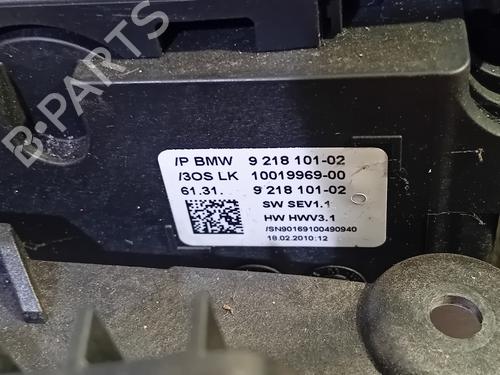 B-PARTS
/P BMW 9 218 101-02
/3OS LK 10019969-00
61.31... 9 218 101-02
SW SEV1.1
HW HWV3.1
/SN90169100490940
18.02.2010;12